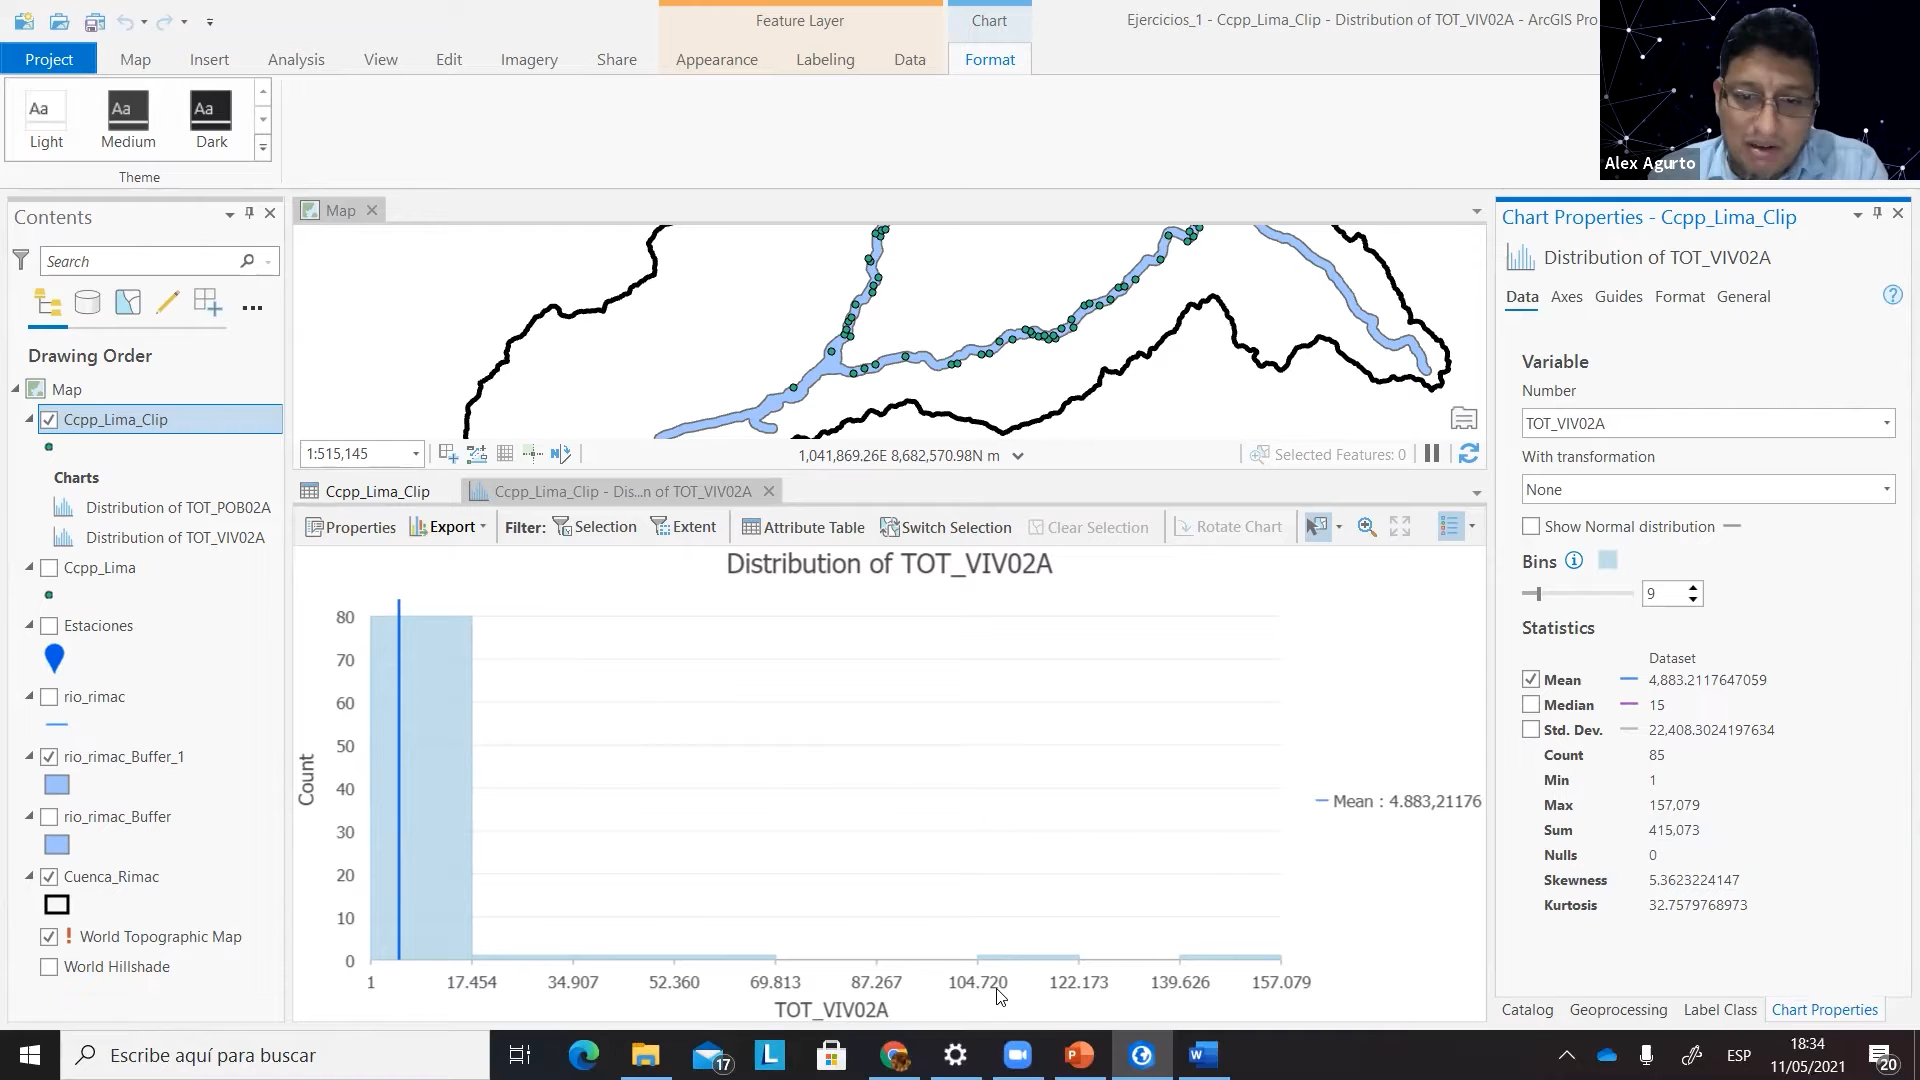 Feature Layer
Chart
Ejercicios_1 - Ccpp_Lima_Clip - Distribution of TOT_VIV02A - ArcGIS Pro
Project
Map
Insert
Analysis
View
Edit
Imagery
Share
Appearance
Labeling
Data
Format
Aa
Aa
Aa
Light
Medium
Dark
Theme
Alex Agurto
Contents
Search
Drawing Order
Map
Ccpp_Lima_Clip
Charts
Distribution of TOT_POB02A
Distribution of TOT_VIV02A
Ccpp_Lima
Estaciones
rio_rimac
rio_rimac_Buffer_1
rio_rimac_Buffer
Cuenca_Rimac
! World Topographic Map
World Hillshade
Map
1:515,145
1,041,869.26E 8,682,570.98N m
Selected Features: 0
Ccpp_Lima_Clip
Ccpp_Lima_Clip - Dis...n of TOT_VIV02A
Properties
Export
Filter:
Selection
Extent
Attribute Table
Switch Selection
Clear Selection
Rotate Chart
Distribution of TOT_VIV02A
80
70
60
50
40
30
20
10
0
Count
1
17.454
34.907
52.360
69.813
87.267
104.720
122.173
139.626
157.079
TOT_VIV02A
Mean : 4.883,21176
Chart Properties - Ccpp_Lima_Clip
Distribution of TOT_VIV02A
Data
Axes
Guides
Format
General
?
Variable
Number
TOT_VIV02A
With transformation
None
Show Normal distribution
Bins
9
Statistics
Dataset
Mean 4,883.2117647059
Median 15
Std. Dev. 22,408.3024197634
Count 85
Min 1
Max 157,079
Sum 415,073
Nulls 0
Skewness 5.3623224147
Kurtosis 32.7579768973
Catalog
Geoprocessing
Label Class
Chart Properties
Escribe aquí para buscar
17
L
ESP
18:34
11/05/2021
20